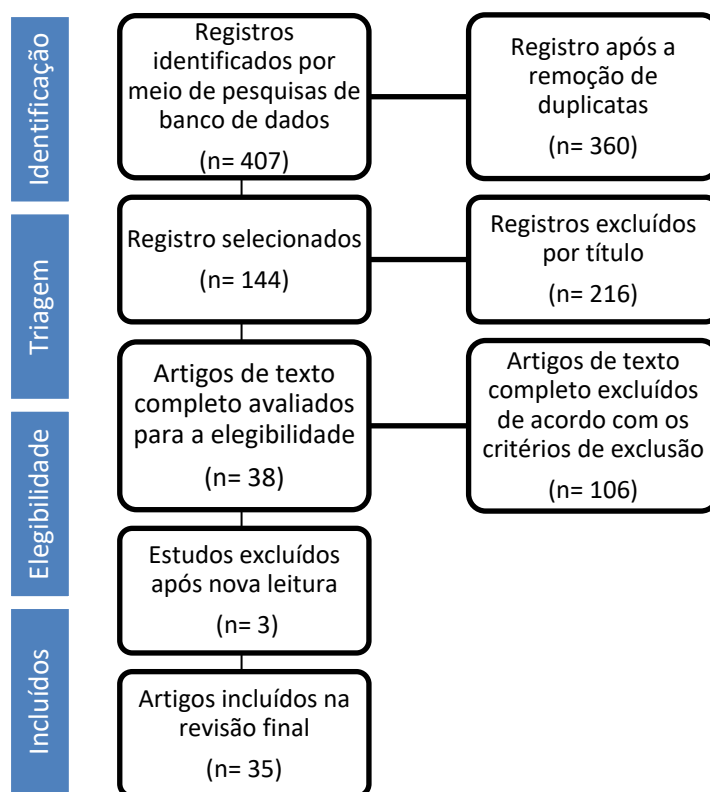 Identificação
Registros
identificados por
meio de pesquisas de
banco de dados
(n= 407)
Registro após a
remoção de
duplicatas
(n= 360)
Triagem
Registro selecionados
(n= 144)
Registros excluídos
por título
(n= 216)
Elegibilidade
Artigos de texto
completo avaliados
para a elegibilidade
(n= 38)
Artigos de texto
completo excluídos
de acordo com os
critérios de exclusão
(n= 106)
Estudos excluídos
após nova leitura
(n= 3)
Incluídos
Artigos incluídos na
revisão final
(n= 35)